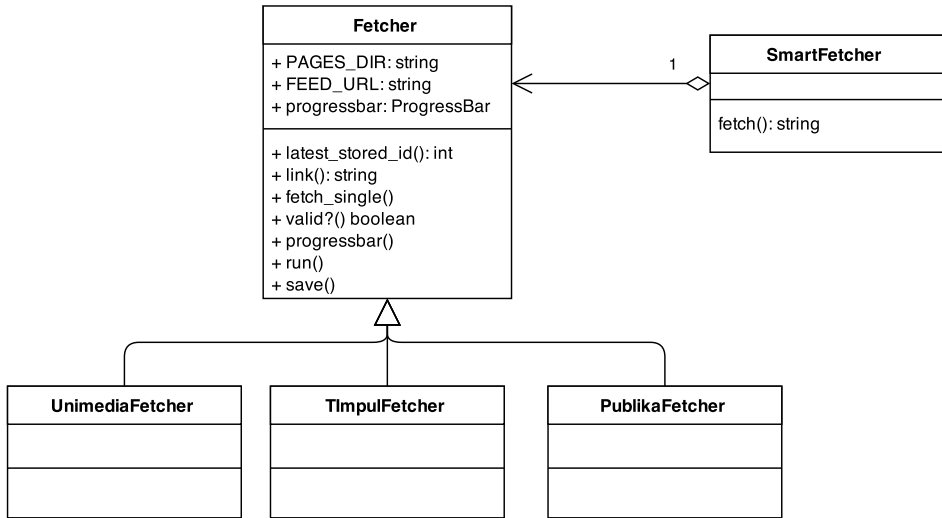 Fetcher
+ PAGES_DIR: string
+ FEED_URL: string
+ progressbar: ProgressBar
+ latest_stored_id(): int
+ link(): string
+ fetch_single()
+ valid?() boolean
+ progressbar()
+ run()
+ save()
1
SmartFetcher
fetch(): string
UnimediaFetcher
TImpulFetcher
PublikaFetcher